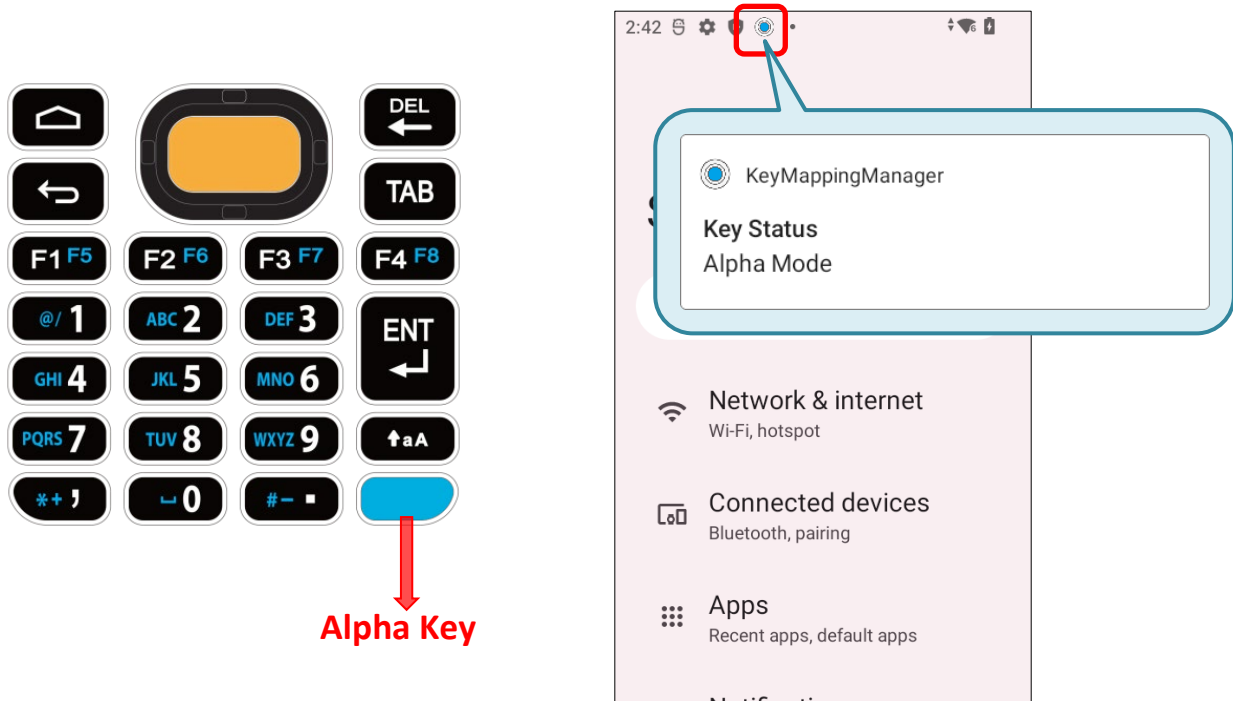 DEL
TAB
F1 F5
F2 F6
F3 F7
F4 F8
@/ 1
ABC 2
DEF 3
ENT
GHI 4
JKL 5
MNO 6
PQRS 7
TUV 8
WXYZ 9
aA
*+ ,
0
#- .
Alpha Key
2:42
6
KeyMappingManager
Key Status
Alpha Mode
Network & internet
Wi-Fi, hotspot
Connected devices
Bluetooth, pairing
Apps
Recent apps, default apps